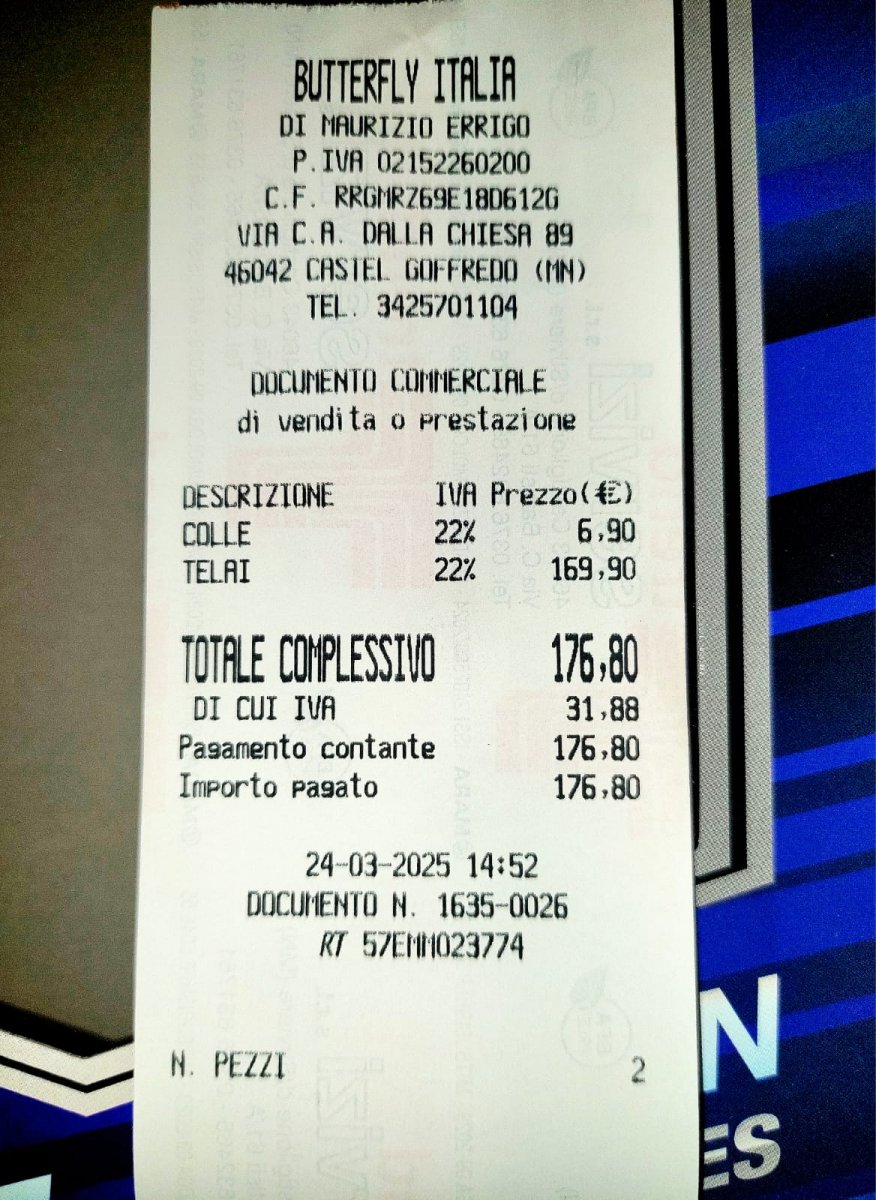 BUTTERFLY ITALIA
DI MAURIZIO ERRIGO
P.IVA 02152260200
C.F. RRGMRZ69E18D612G
VIA C.A. DALLA CHIESA 89
46042 CASTEL GOFFREDO (MN)
TEL. 3425701104
DOCUMENTO COMMERCIALE
di vendita o prestazione
DESCRIZIONE IVA Prezzo(€)
COLLE 22% 6,90
TELAI 22% 169,90
TOTALE COMPLESSIVO 176,80
DI CUI IVA 31,88
Pagamento contante 176,80
Importo pagato 176,80
24-03-2025 14:52
DOCUMENTO N. 1635-0026
RT 57EMM023774
N. PEZZI 2
N
ES